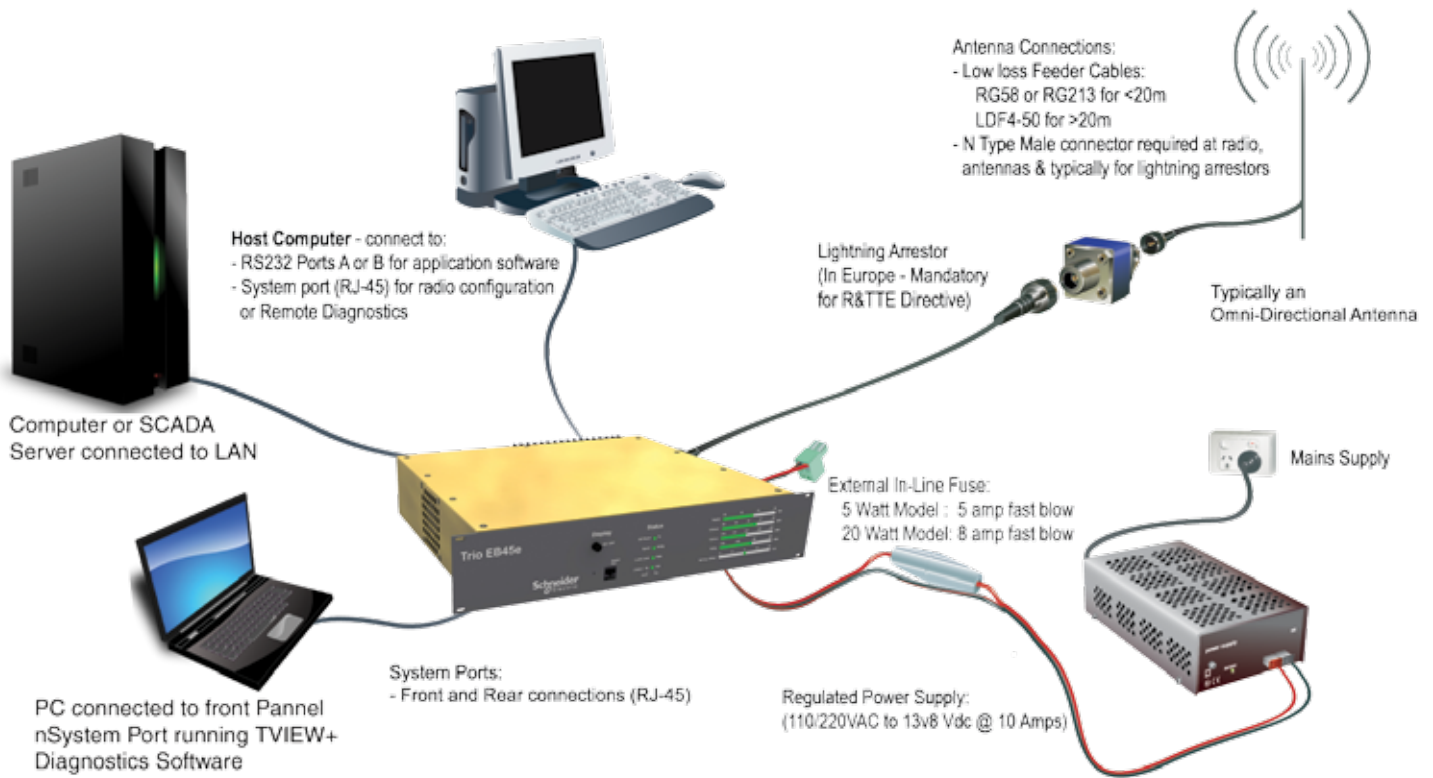 Antenna Connections:
- Low loss Feeder Cables:
RG58 or RG213 for <20m
LDF4-50 for >20m
- N Type Male connector required at radio,
antennas & typically for lightning arrestors
Host Computer - connect to:
- RS232 Ports A or B for application software
- System port (RJ-45) for radio configuration
or Remote Diagnostics
Lightning Arrestor
(In Europe - Mandatory
for R&TTE Directive)
Typically an
Omni-Directional Antenna
Computer or SCADA
Server connected to LAN
Mains Supply
External In-Line Fuse:
5 Watt Model : 5 amp fast blow
20 Watt Model: 8 amp fast blow
Trio EB45e
Display
Status
Schneider
System Ports:
- Front and Rear connections (RJ-45)
Regulated Power Supply:
(110/220VAC to 13v8 Vdc @ 10 Amps)
PC connected to front Pannel
nSystem Port running TVIEW+
Diagnostics Software